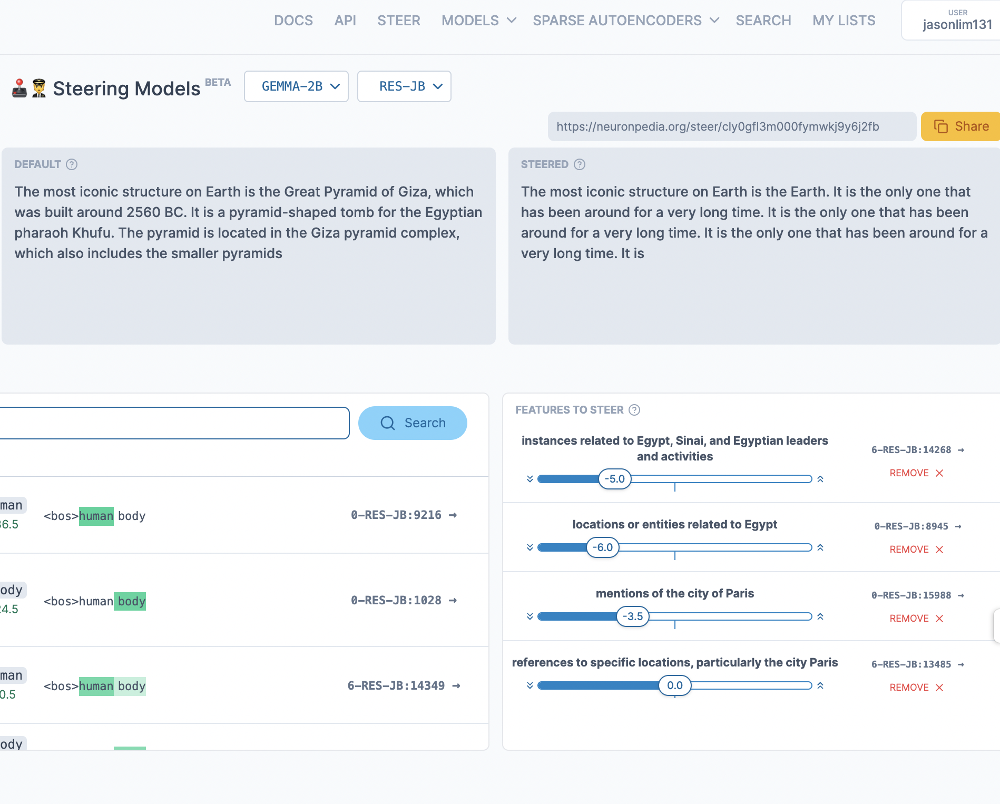 DOCS API STEER MODELS SPARSE AUTOENCODERS SEARCH MY LISTS
USER
jasonlim131
Steering Models BETA GEMMA-2B RES-JB
https://neuronpedia.org/steer/cly0gfl3m000fymwkj9y6j2fb Share
DEFAULT ?
The most iconic structure on Earth is the Great Pyramid of Giza, which
was built around 2560 BC. It is a pyramid-shaped tomb for the Egyptian
pharaoh Khufu. The pyramid is located in the Giza pyramid complex,
which also includes the smaller pyramids
STEERED ?
The most iconic structure on Earth is the Earth. It is the only one that
has been around for a very long time. It is the only one that has been
around for a very long time. It is the only one that has been around for a
very long time. It is
Search
man
36.5
<bos>human body
0-RES-JB:9216 →
ody
24.5
<bos>human body
0-RES-JB:1028 →
man
0.5
<bos>human body
6-RES-JB:14349 →
ody
FEATURES TO STEER ?
instances related to Egypt, Sinai, and Egyptian leaders
and activities
-5.0
6-RES-JB:14268 →
REMOVE ×
locations or entities related to Egypt
-6.0
0-RES-JB:8945 →
REMOVE ×
mentions of the city of Paris
-3.5
0-RES-JB:15988 →
REMOVE ×
references to specific locations, particularly the city Paris
0.0
6-RES-JB:13485 →
REMOVE ×